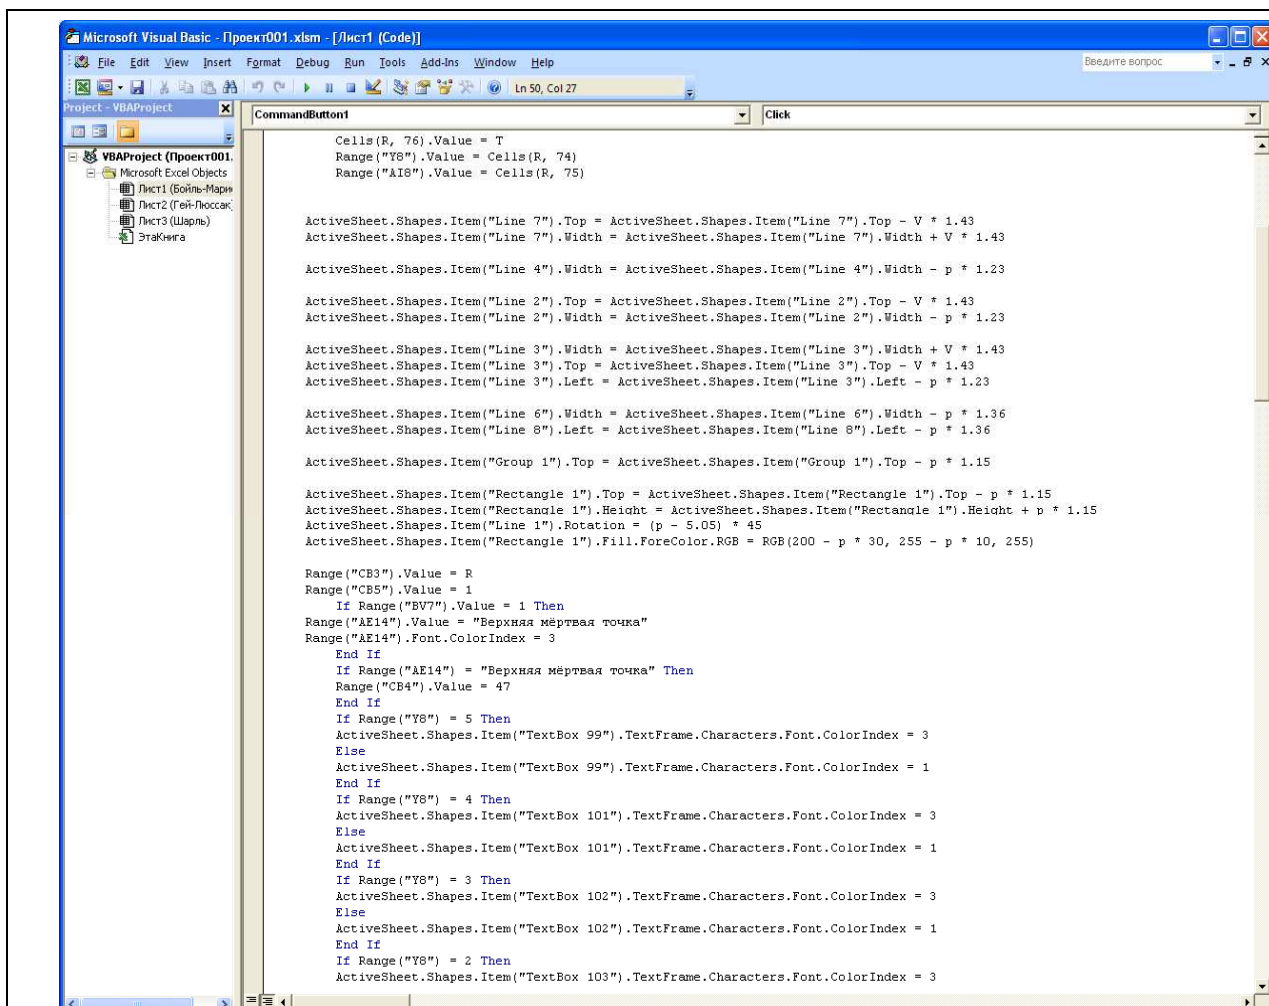 Microsoft Visual Basic - Проект001.xlsm - [Лист1 (Code)]
File Edit View Insert Format Debug Run Tools Add-Ins Window Help
Введите вопрос
Ln 50, Col 27
Project - VBAProject
CommandButton1
Click
VBAProject (Проект001.
Microsoft Excel Objects
Лист1 (Бойль-Мари
Лист2 (Гей-Люссак)
Лист3 (Шарль)
ЭтаКнига
Cells(R, 76).Value = T
Range("Y8").Value = Cells(R, 74)
Range("AI8").Value = Cells(R, 75)
ActiveSheet.Shapes.Item("Line 7").Top = ActiveSheet.Shapes.Item("Line 7").Top - V * 1.43
ActiveSheet.Shapes.Item("Line 7").Width = ActiveSheet.Shapes.Item("Line 7").Width + V * 1.43
ActiveSheet.Shapes.Item("Line 4").Width = ActiveSheet.Shapes.Item("Line 4").Width - p * 1.23
ActiveSheet.Shapes.Item("Line 2").Top = ActiveSheet.Shapes.Item("Line 2").Top - V * 1.43
ActiveSheet.Shapes.Item("Line 2").Width = ActiveSheet.Shapes.Item("Line 2").Width - p * 1.23
ActiveSheet.Shapes.Item("Line 3").Width = ActiveSheet.Shapes.Item("Line 3").Width + V * 1.43
ActiveSheet.Shapes.Item("Line 3").Top = ActiveSheet.Shapes.Item("Line 3").Top - V * 1.43
ActiveSheet.Shapes.Item("Line 3").Left = ActiveSheet.Shapes.Item("Line 3").Left - p * 1.23
ActiveSheet.Shapes.Item("Line 6").Width = ActiveSheet.Shapes.Item("Line 6").Width - p * 1.36
ActiveSheet.Shapes.Item("Line 8").Left = ActiveSheet.Shapes.Item("Line 8").Left - p * 1.36
ActiveSheet.Shapes.Item("Group 1").Top = ActiveSheet.Shapes.Item("Group 1").Top - p * 1.15
ActiveSheet.Shapes.Item("Rectangle 1").Top = ActiveSheet.Shapes.Item("Rectangle 1").Top - p * 1.15
ActiveSheet.Shapes.Item("Rectangle 1").Height = ActiveSheet.Shapes.Item("Rectangle 1").Height + p * 1.15
ActiveSheet.Shapes.Item("Line 1").Rotation = (p - 5.05) * 45
ActiveSheet.Shapes.Item("Rectangle 1").Fill.ForeColor.RGB = RGB(200 - p * 30, 255 - p * 10, 255)
Range("CB3").Value = R
Range("CB5").Value = 1
If Range("BV7").Value = 1 Then
Range("AE14").Value = "Верхняя мёртвая точка"
Range("AE14").Font.ColorIndex = 3
End If
If Range("AE14") = "Верхняя мёртвая точка" Then
Range("CB4").Value = 47
End If
If Range("Y8") = 5 Then
ActiveSheet.Shapes.Item("TextBox 99").TextFrame.Characters.Font.ColorIndex = 3
Else
ActiveSheet.Shapes.Item("TextBox 99").TextFrame.Characters.Font.ColorIndex = 1
End If
If Range("Y8") = 4 Then
ActiveSheet.Shapes.Item("TextBox 101").TextFrame.Characters.Font.ColorIndex = 3
Else
ActiveSheet.Shapes.Item("TextBox 101").TextFrame.Characters.Font.ColorIndex = 1
End If
If Range("Y8") = 3 Then
ActiveSheet.Shapes.Item("TextBox 102").TextFrame.Characters.Font.ColorIndex = 3
Else
ActiveSheet.Shapes.Item("TextBox 102").TextFrame.Characters.Font.ColorIndex = 1
End If
If Range("Y8") = 2 Then
ActiveSheet.Shapes.Item("TextBox 103").TextFrame.Characters.Font.ColorIndex = 3